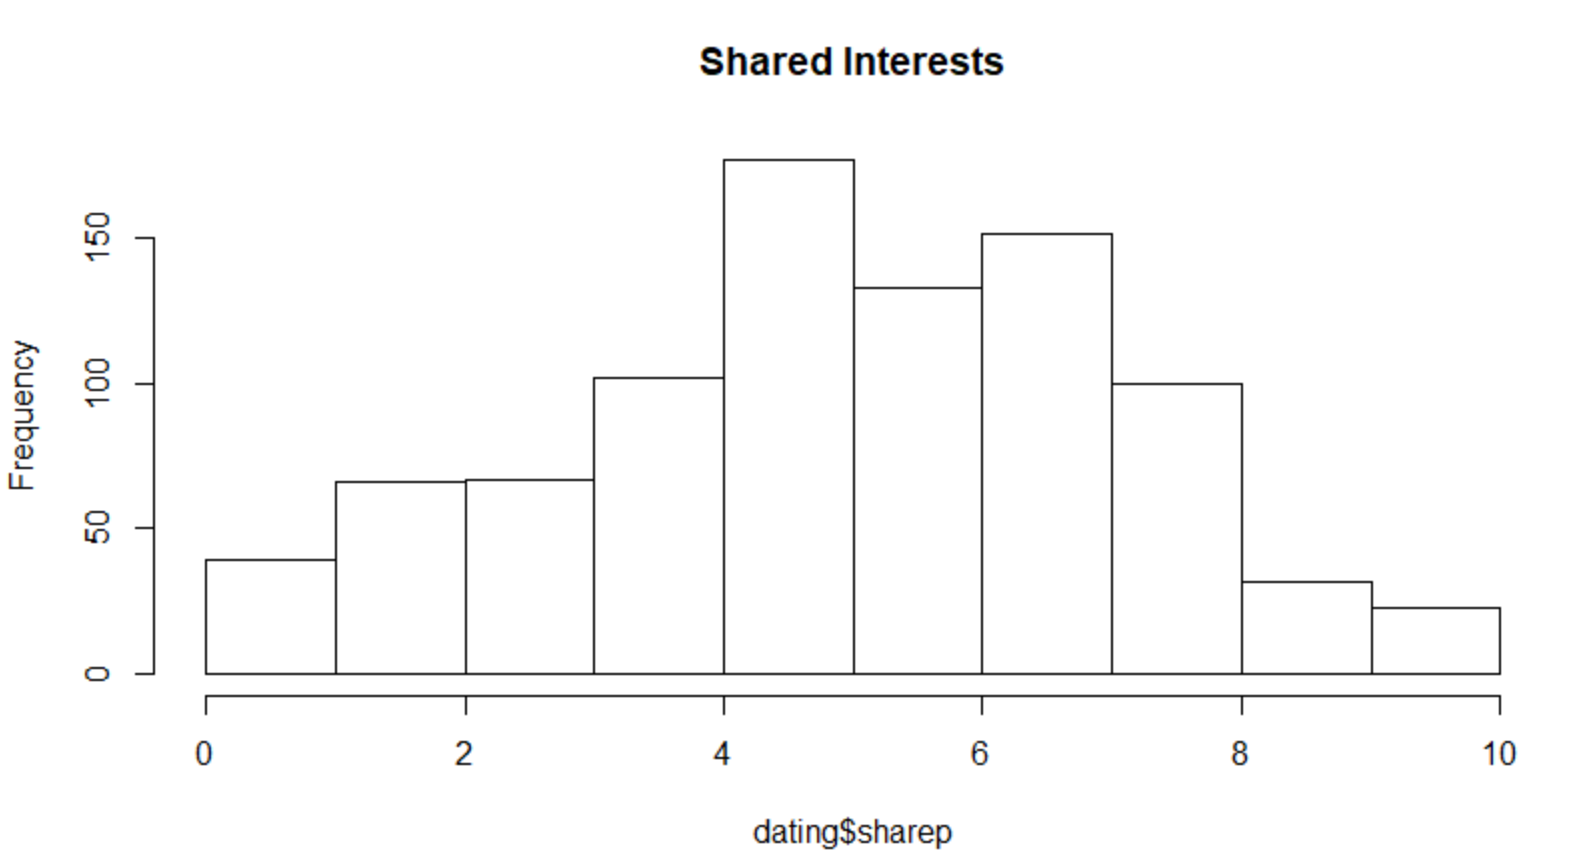 Shared Interests
Frequency
150
100
50
0
0 2 4 6 8 10
dating$sharep